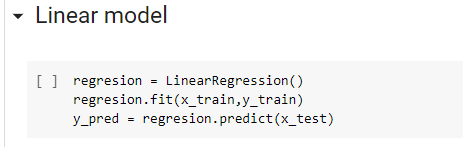 Linear model
[ ] regresion = LinearRegression()
regresion.fit(x_train,y_train)
y_pred = regresion.predict(x_test)